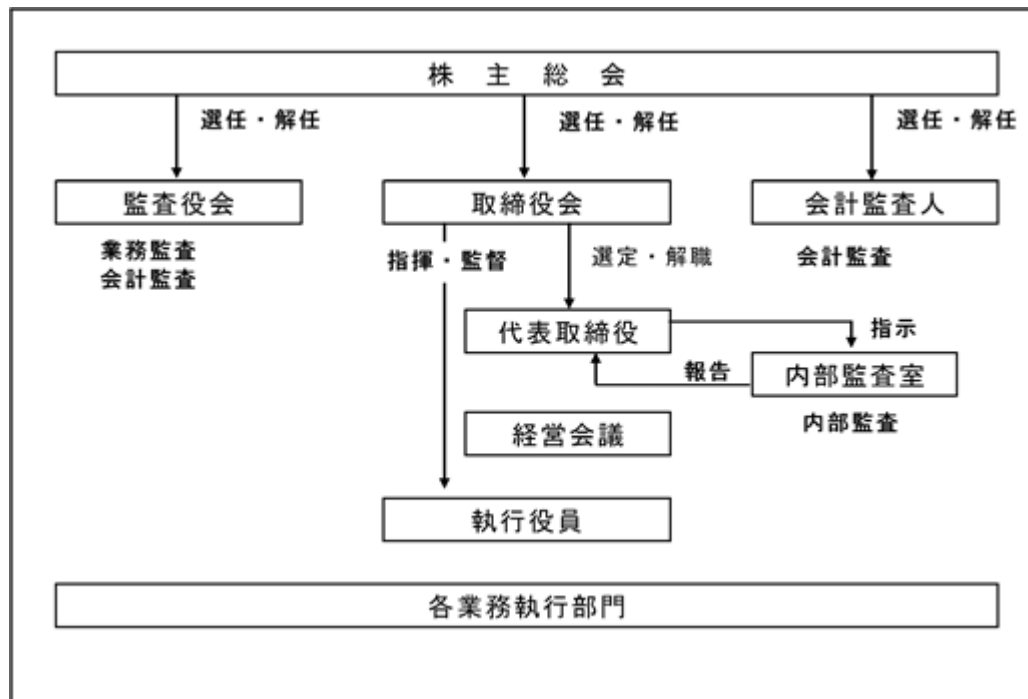 株主総会
選任・解任
選任・解任
選任・解任
監査役会
取締役会
会計監査人
業務監査
会計監査
指揮・監督
選定・解職
会計監査
代表取締役
指示
報告
内部監査室
内部監査
経営会議
執行役員
各業務執行部門